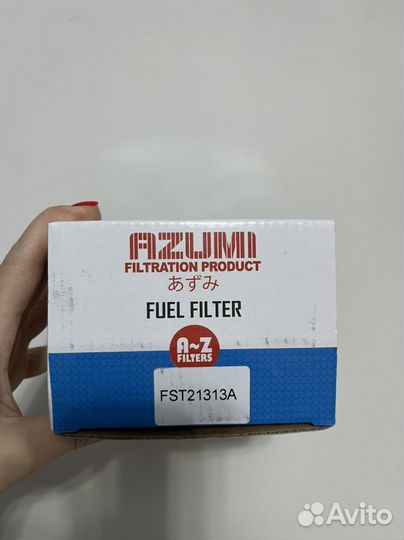 AZUMI
FILTRATION PRODUCT
あずみ
FUEL FILTER
A~Z
FILTERS
FST21313A
Avito